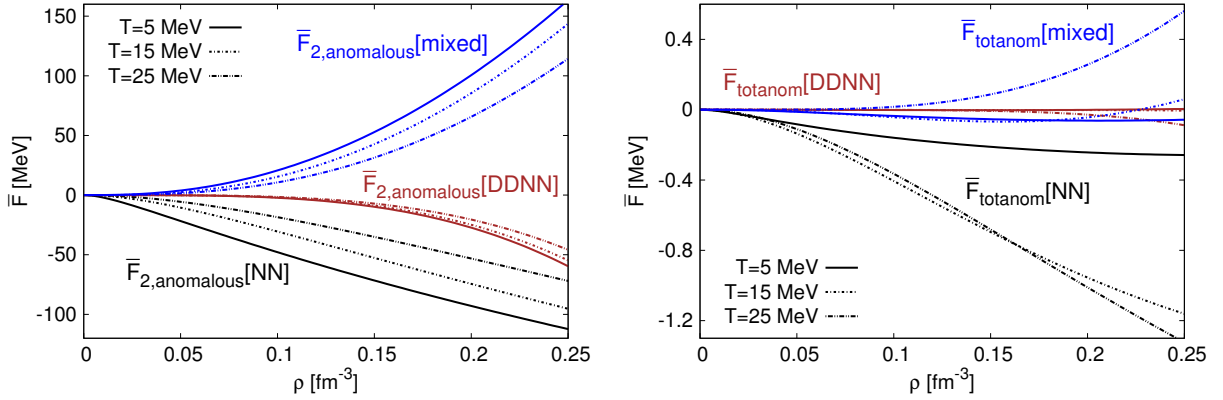 F̅ [MeV]
150
100
50
0
-50
-100
T=5 MeV
T=15 MeV
T=25 MeV
F̅2,anomalous[mixed]
F̅2,anomalous[DDNN]
F̅2,anomalous[NN]
0 0.05 0.1 0.15 0.2 0.25
ρ [fm-3]
F̅ [MeV]
0.4
0
-0.4
-0.8
-1.2
F̅totanom[mixed]
F̅totanom[DDNN]
F̅totanom[NN]
T=5 MeV
T=15 MeV
T=25 MeV
0 0.05 0.1 0.15 0.2 0.25
ρ [fm-3]